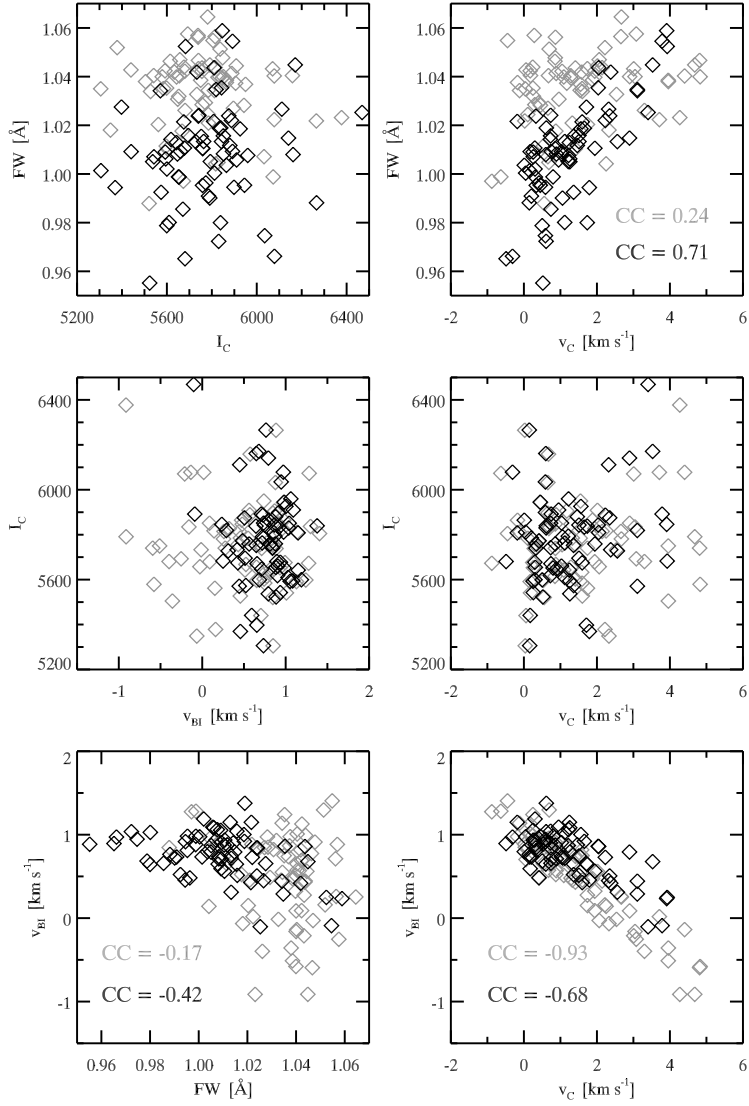 1.06
1.04
1.02
1.00
0.98
0.96
FW [Å]
5200 5600 6000 6400
I_C
1.06
1.04
1.02
1.00
0.98
0.96
FW [Å]
CC = 0.24
CC = 0.71
-2 0 2 4 6
v_C [km s⁻¹]
6400
6000
5600
5200
I_C
-1 0 1 2
v_BI [km s⁻¹]
6400
6000
5600
5200
I_C
-2 0 2 4 6
v_C [km s⁻¹]
2
1
0
-1
v_BI [km s⁻¹]
CC = -0.17
CC = -0.42
0.96 0.98 1.00 1.02 1.04 1.06
FW [Å]
2
1
0
-1
v_BI [km s⁻¹]
CC = -0.93
CC = -0.68
-2 0 2 4 6
v_C [km s⁻¹]